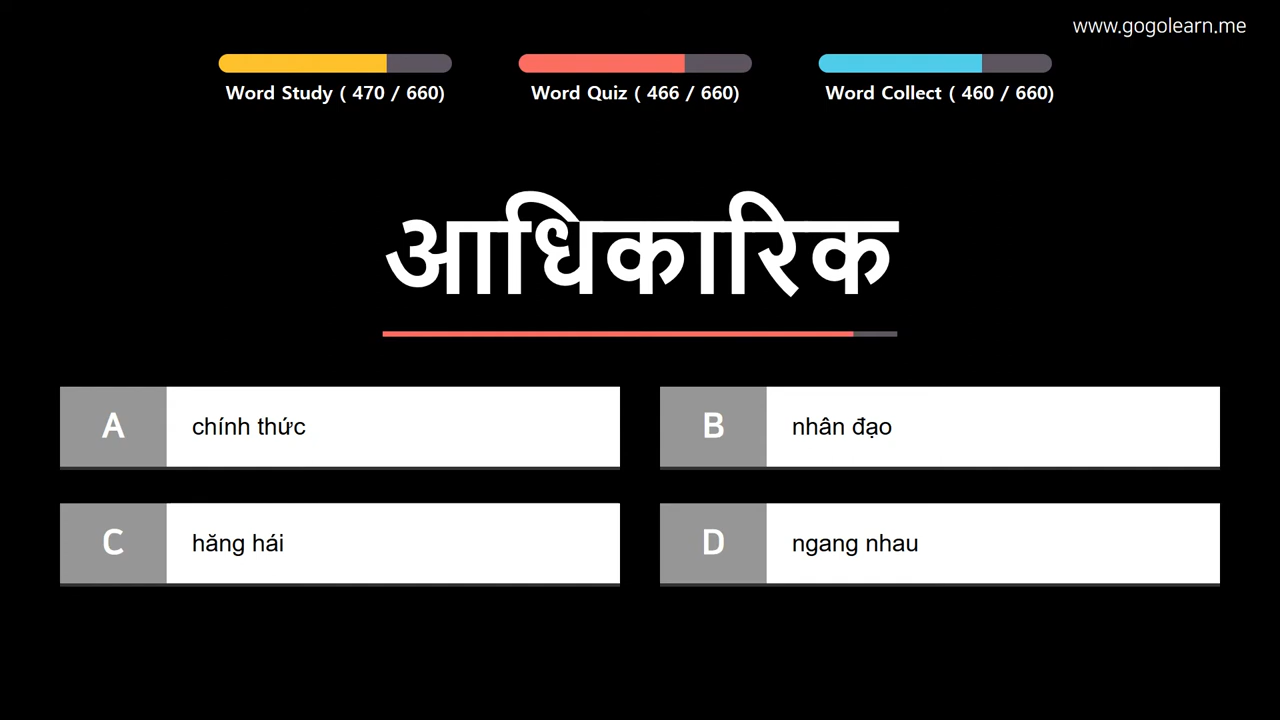 www.gogolearn.me
Word Study ( 470 / 660)
Word Quiz ( 466 / 660)
Word Collect ( 460 / 660)
आधिकारिक
A
chính thức
B
nhân đạo
C
hăng hái
D
ngang nhau